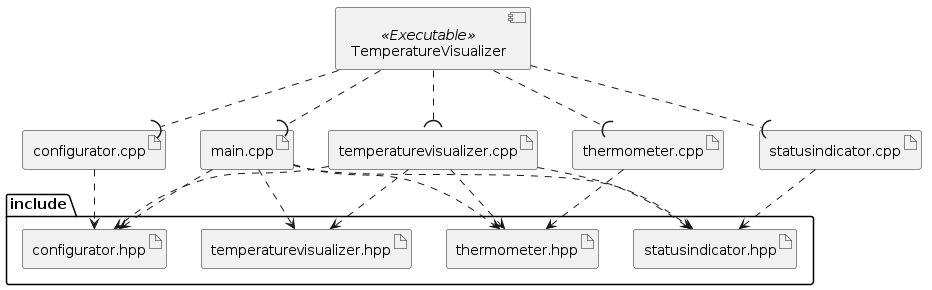 «Executable»
TemperatureVisualizer
configurator.cpp
main.cpp
temperaturevisualizer.cpp
thermometer.cpp
statusindicator.cpp
include
configurator.hpp
temperaturevisualizer.hpp
thermometer.hpp
statusindicator.hpp